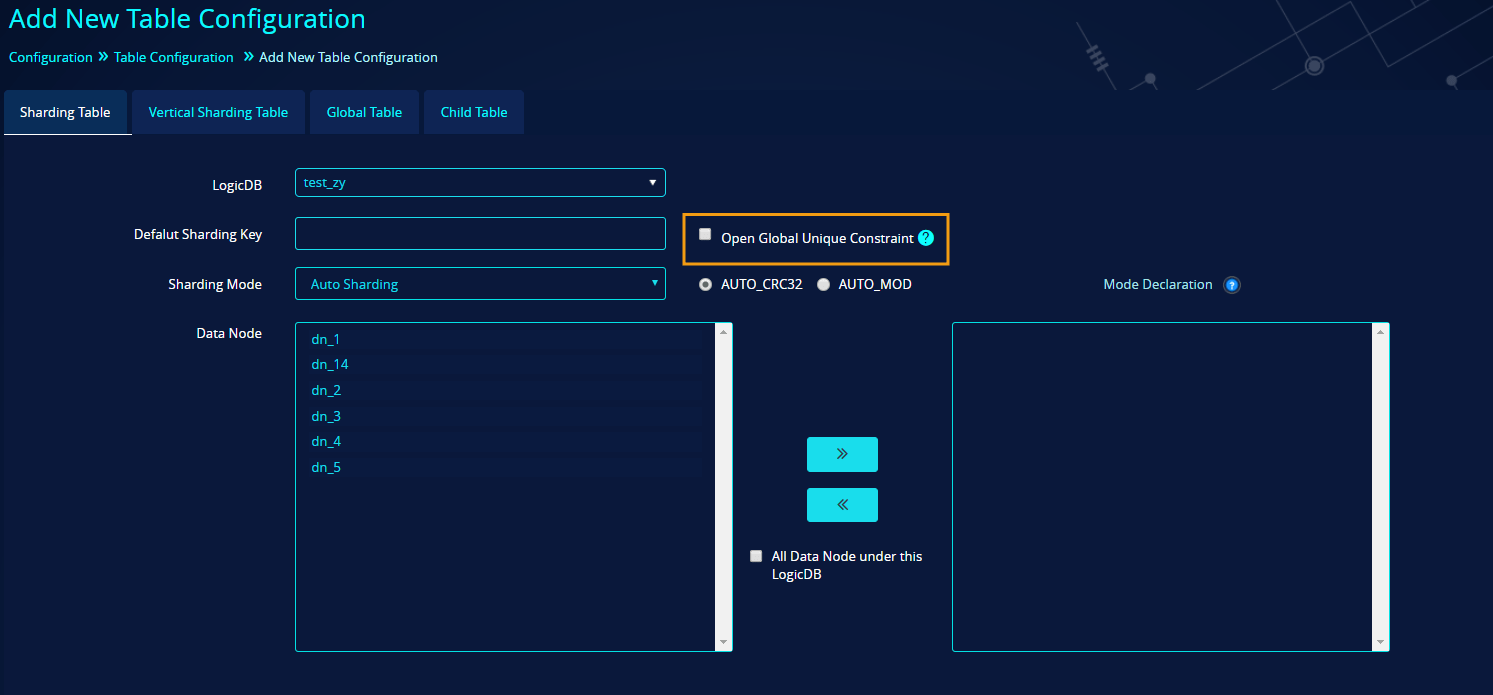 Add New Table Configuration
Configuration » Table Configuration » Add New Table Configuration
Sharding Table Vertical Sharding Table Global Table Child Table
LogicDB test_zy
Defalut Sharding Key Open Global Unique Constraint ?
Sharding Mode Auto Sharding AUTO_CRC32 AUTO_MOD Mode Declaration ?
Data Node
dn_1
dn_14
dn_2
dn_3
dn_4
dn_5
»
«
All Data Node under this
LogicDB